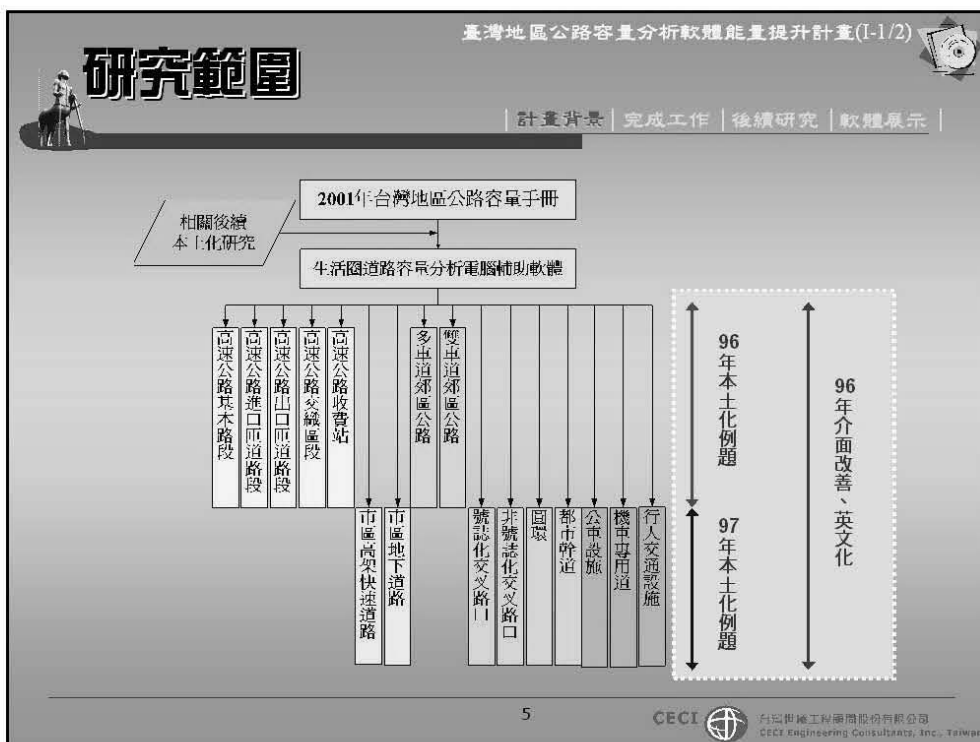 臺灣地區公路容量分析軟體能量提升計畫(I-1/2)
研究範圍
計畫背景
完成工作
後續研究
軟體展示
2001年台灣地區公路容量手冊
相關後續
本土化研究
生活圈道路容量分析電腦輔助軟體
高速公路基本路段
高速公路進口匝道路段
高速公路出口匝道路段
高速公路交織區段
高速公路收費站
多車道郊區公路
雙車道郊區公路
市區高架快速道路
市區地下道路
號誌化交叉路口
非號誌化交叉路口
圓環
都市幹道
公車設施
機車專用道
行人交通設施
96年本土化例題
97年本土化例題
96年介面改善、英文化
5
CECI
台灣世曦工程顧問股份有限公司
CECI Engineering Consultants, Inc., Taiwan